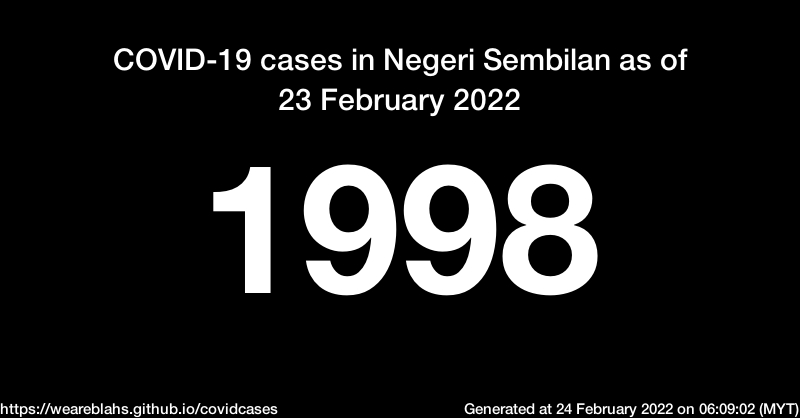 COVID-19 cases in Negeri Sembilan as of
23 February 2022
1998
https://weareblahs.github.io/covidcases
Generated at 24 February 2022 on 06:09:02 (MYT)